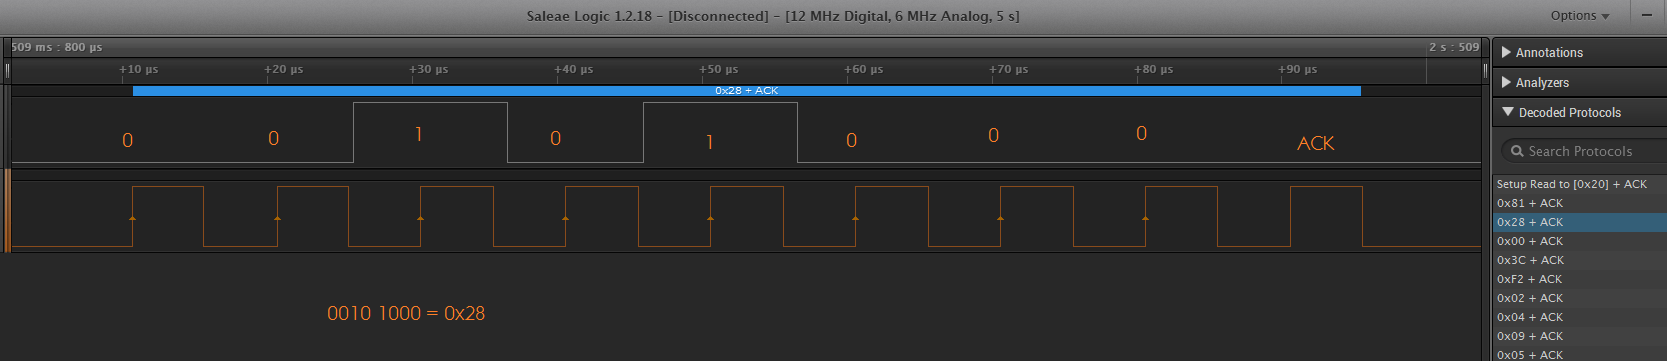 Saleae Logic 1.2.18 - [Disconnected] - [12 MHz Digital, 6 MHz Analog, 5 s]
Options
509 ms : 800 µs
2 s : 509
+10 µs +20 µs +30 µs +40 µs +50 µs +60 µs +70 µs +80 µs +90 µs
0x28 + ACK
0 0 1 0 1 0 0 0 ACK
0010 1000 = 0x28
Annotations
Analyzers
Decoded Protocols
Search Protocols
Setup Read to [0x20] + ACK
0x81 + ACK
0x28 + ACK
0x00 + ACK
0x3C + ACK
0xF2 + ACK
0x02 + ACK
0x04 + ACK
0x09 + ACK
0x05 + ACK